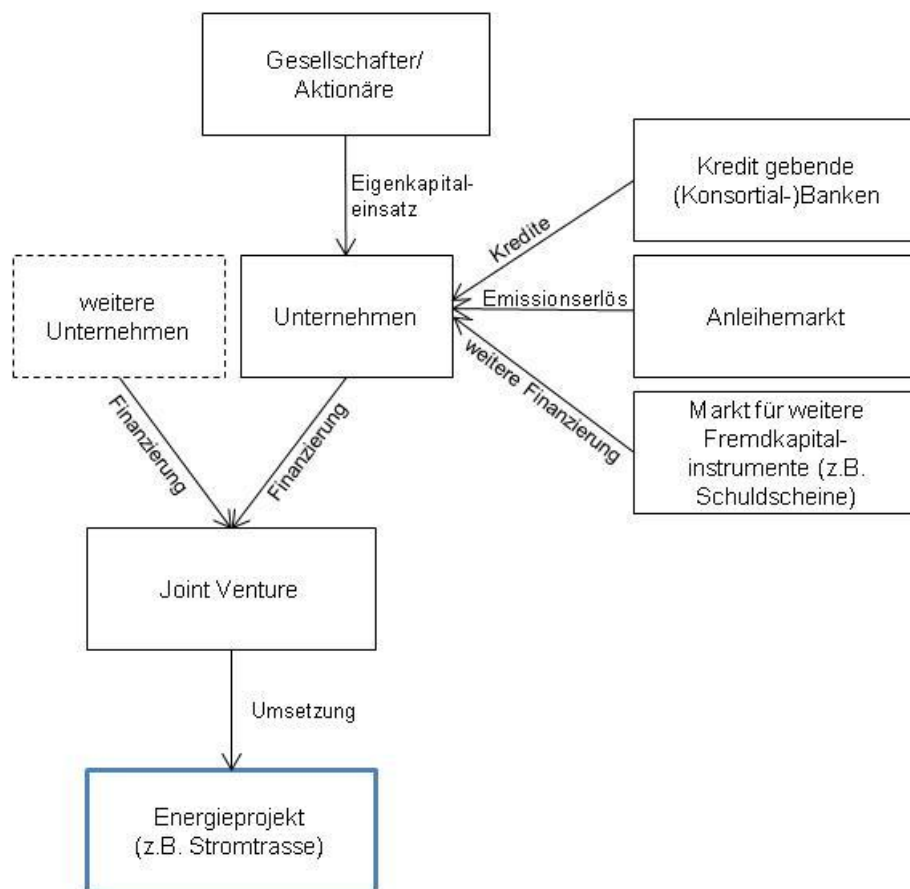 Gesellschafter/
Aktionäre
Eigenkapital-
einsatz
Kredit gebende
(Konsortial-)Banken
Kredite
weitere
Unternehmen
Unternehmen
Emissionserlös
Anleihemarkt
weitere Finanzierung
Markt für weitere
Fremdkapital-
instrumente (z.B.
Schuldscheine)
Finanzierung
Finanzierung
Joint Venture
Umsetzung
Energieprojekt
(z.B. Stromtrasse)